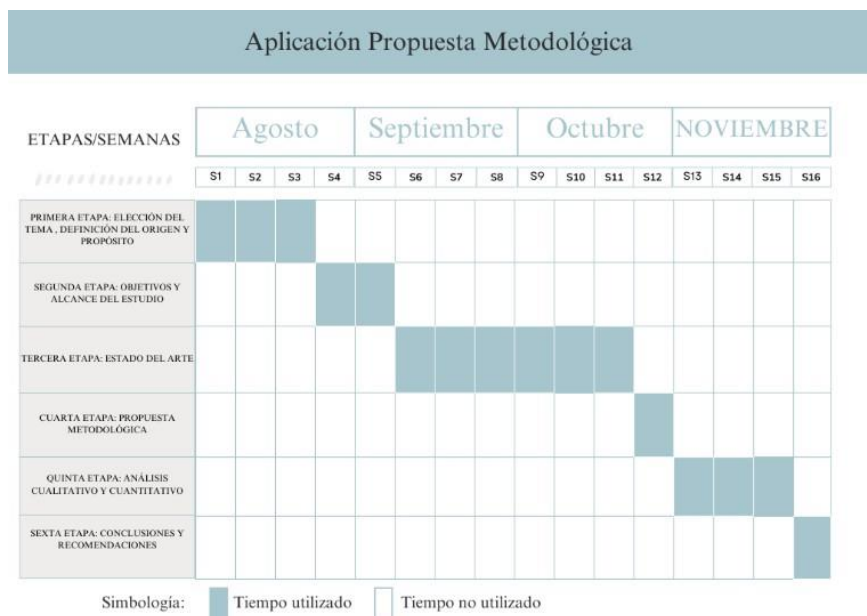 Aplicación Propuesta Metodológica
ETAPAS/SEMANAS
Agosto Septiembre Octubre NOVIEMBRE
S1 S2 S3 S4 S5 S6 S7 S8 S9 S10 S11 S12 S13 S14 S15 S16
PRIMERA ETAPA: ELECCIÓN DEL
TEMA , DEFINICIÓN DEL ORIGEN Y
PROPÓSITO
SEGUNDA ETAPA: OBJETIVOS Y
ALCANCE DEL ESTUDIO
TERCERA ETAPA: ESTADO DEL ARTE
CUARTA ETAPA: PROPUESTA
METODOLÓGICA
QUINTA ETAPA: ANÁLISIS
CUALITATIVO Y CUANTITATIVO
SEXTA ETAPA: CONCLUSIONES Y
RECOMENDACIONES
Simbología: Tiempo utilizado Tiempo no utilizado